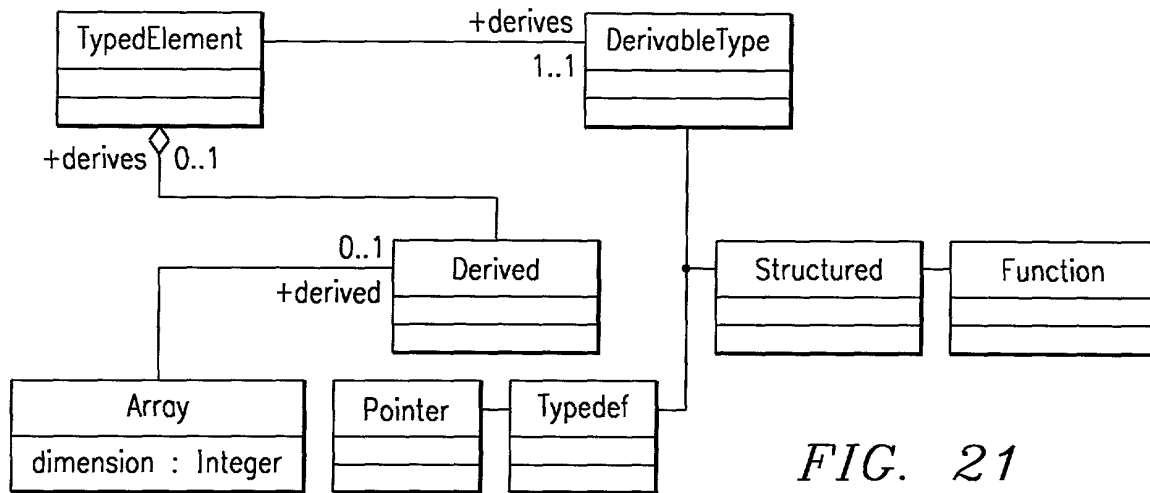 TypedElement
+derives
1..1
DerivableType
+derives
0..1
0..1
+derived
Derived
Structured
Function
Array
dimension : Integer
Pointer
Typedef
FIG. 21